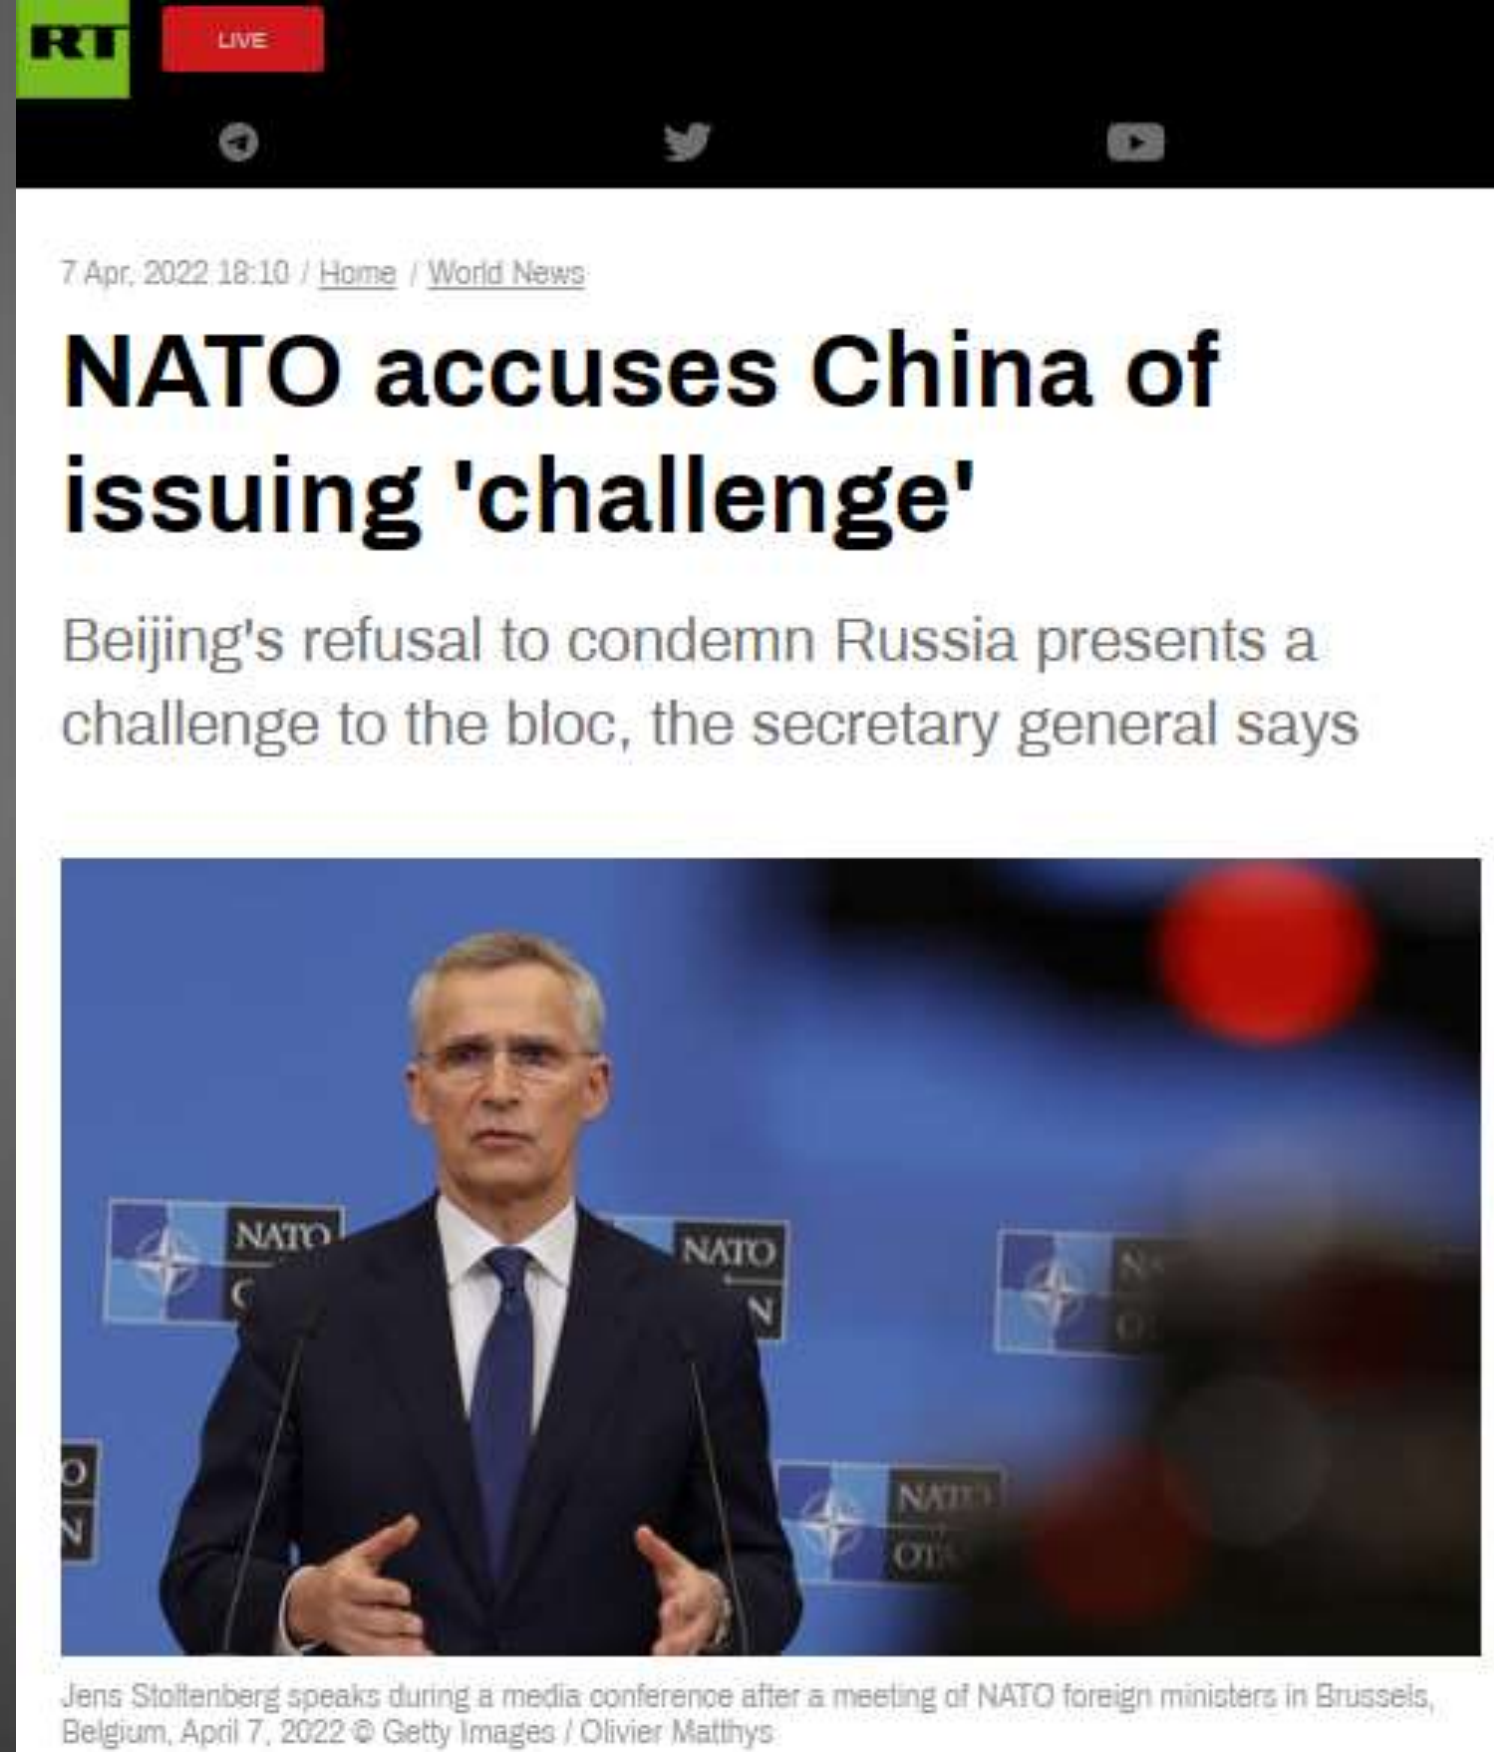 RT
LIVE
7 Apr, 2022 18:10 / Home / World News
NATO accuses China of
issuing 'challenge'
Beijing's refusal to condemn Russia presents a
challenge to the bloc, the secretary general says
NATO
NATO
N
N
O
N
NATO
OTA
Jens Stoltenberg speaks during a media conference after a meeting of NATO foreign ministers in Brussels,
Belgium, April 7, 2022 © Getty Images / Olivier Matthys